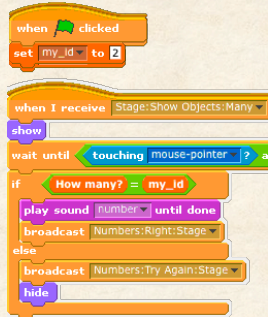 when clicked
set my_id to 2
when I receive Stage:Show Objects:Many
show
wait until touching mouse-pointer ? a
if How many? = my_id
play sound number until done
broadcast Numbers:Right:Stage
else
broadcast Numbers:Try Again:Stage
hide